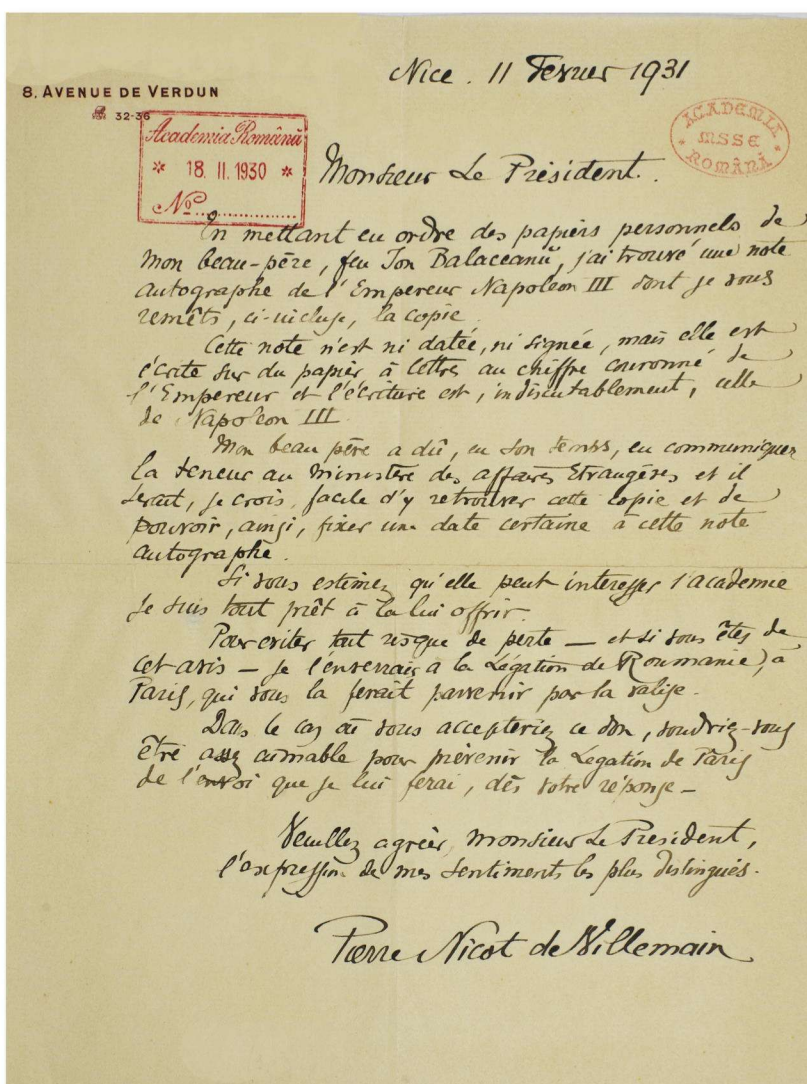 Nice. 11 Fevrier 1931
8. AVENUE DE VERDUN
32-36
Academia Română
* 18. II. 1930 *
No ................
ACADEMIA
MSSE
ROMÂNĂ
Monsieur Le Président.
En mettant en ordre des papiers personnels de
mon beau-père, feu Ion Balaceanŭ, j'ai trouvé une note
autographe de l'Empereur Napoléon III dont je vous
remèts, ci-incluse, la copie.
Cette note n'est ni datée, ni signée, mais elle est
écrite sur du papier à lettres au chiffre couronné de
l'Empereur et l'écriture est, indiscutablement, celle
de Napoléon III.
Mon beau père a dû, en son temps, en communiquer
la teneur au Ministère des affaires Etrangères et il
serait, je crois, facile d'y retrouver cette copie et de
pouvoir, ainsi, fixer une date certaine à cette note
autographe.
Si vous estimez qu'elle peut intéresser l'académie
je suis tout prêt à la lui offrir.
Pour eviter tout risque de perte — et si vous êtes de
cet avis — je l'enverrais à la Légation de Roumanie, à
Paris, qui vous la ferait parvenir par la valise.
Dans le cas où vous accepteriez ce don, voudriez-vous
être assez aimable pour prévenir la Légation de Paris
de l'envoi que je lui ferai, dès votre réponse —
Veuillez agréer, Monsieur Le President,
l'expression de mes sentiments les plus distingués.
Pierre Nicot de Villemain